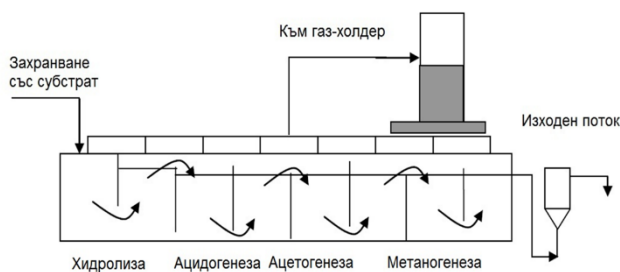 Към газ-холдер
Захранване
със субстрат
Изходен поток
Хидролиза
Ацидогенеза
Ацетогенеза
Метаногенеза